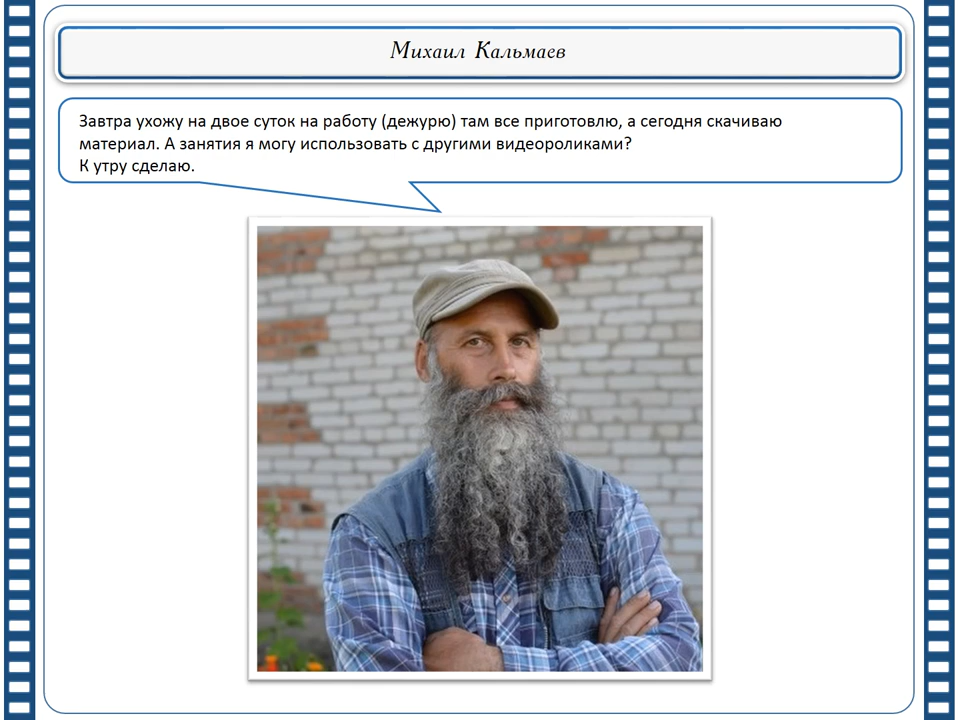 Михаил Кальмаев
Завтра ухожу на двое суток на работу (дежурю) там все приготовлю, а сегодня скачиваю
материал. А занятия я могу использовать с другими видеороликами?
К утру сделаю.